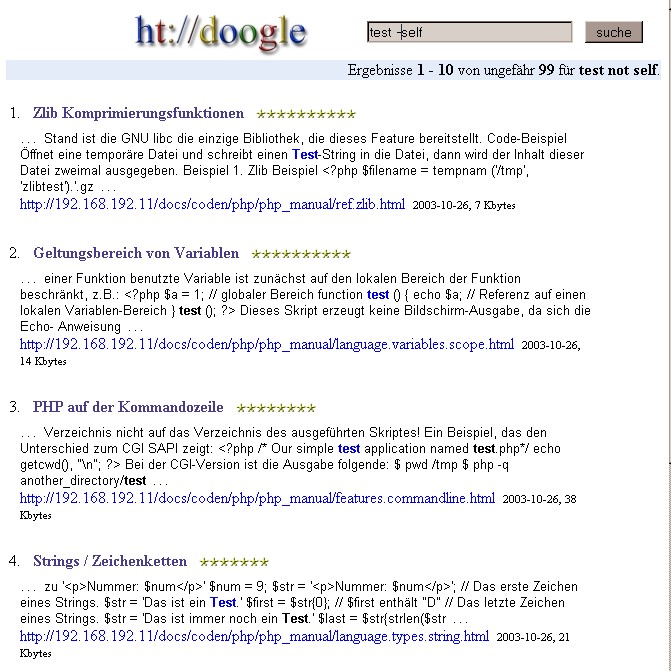 ht://doogle
test -self
suche
Ergebnisse 1 - 10 von ungefähr 99 für test not self.
1. Zlib Komprimierungsfunktionen **********
. . . Stand ist die GNU libc die einzige Bibliothek, die dieses Feature bereitstellt. Code-Beispiel
Öffnet eine temporäre Datei und schreibt einen Test-String in die Datei, dann wird der Inhalt dieser
Datei zweimal ausgegeben. Beispiel 1. Zlib Beispiel <?php $filename = tempnam ('/tmp',
'zlibtest').'.gz . . .
http://192.168.192.11/docs/coden/php/php_manual/ref.zlib.html 2003-10-26, 7 Kbytes
2. Geltungsbereich von Variablen **********
. . . einer Funktion benutzte Variable ist zunächst auf den lokalen Bereich der Funktion
beschränkt, z.B.: <?php $a = 1; // globaler Bereich function test () { echo $a; // Referenz auf einen
lokalen Variablen-Bereich } test (); ?> Dieses Skript erzeugt keine Bildschirm-Ausgabe, da sich die
Echo- Anweisung . . .
http://192.168.192.11/docs/coden/php/php_manual/language.variables.scope.html 2003-10-26,
14 Kbytes
3. PHP auf der Kommandozeile ********
. . . Verzeichnis nicht auf das Verzeichnis des ausgeführten Skriptes! Ein Beispiel, das den
Unterschied zum CGI SAPI zeigt: <?php /* Our simple test application named test.php*/ echo
getcwd(), "\n"; ?> Bei der CGI-Version ist die Ausgabe folgende: $ pwd /tmp $ php -q
another_directory/test . . .
http://192.168.192.11/docs/coden/php/php_manual/features.commandline.html 2003-10-26, 38
Kbytes
4. Strings / Zeichenketten *******
. . . zu '<p>Nummer: $num</p>' $num = 9; $str = '<p>Nummer: $num</p>'; // Das erste Zeichen
eines Strings. $str = 'Das ist ein Test.' $first = $str{0}; // $first enthält "D" // Das letzte Zeichen
eines Strings. $str = 'Das ist immer noch ein Test.' $last = $str{strlen($str . . .
http://192.168.192.11/docs/coden/php/php_manual/language.types.string.html 2003-10-26, 21
Kbytes